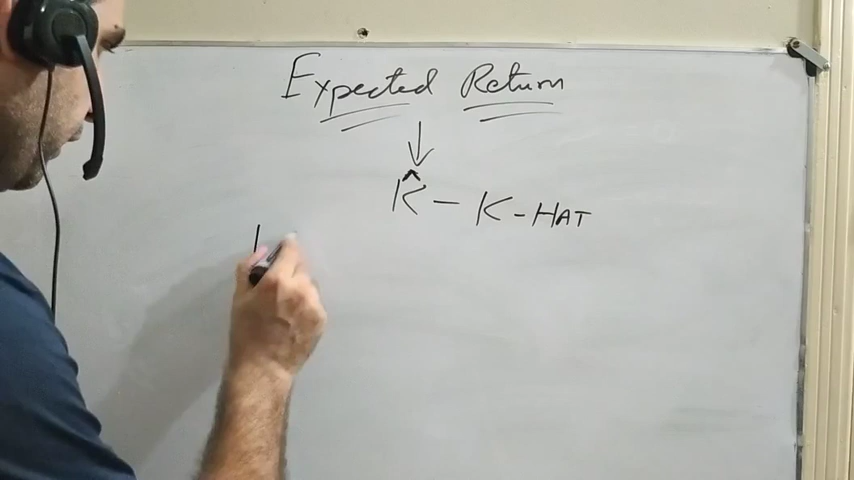 Expected Return
K̂ - K-HAT